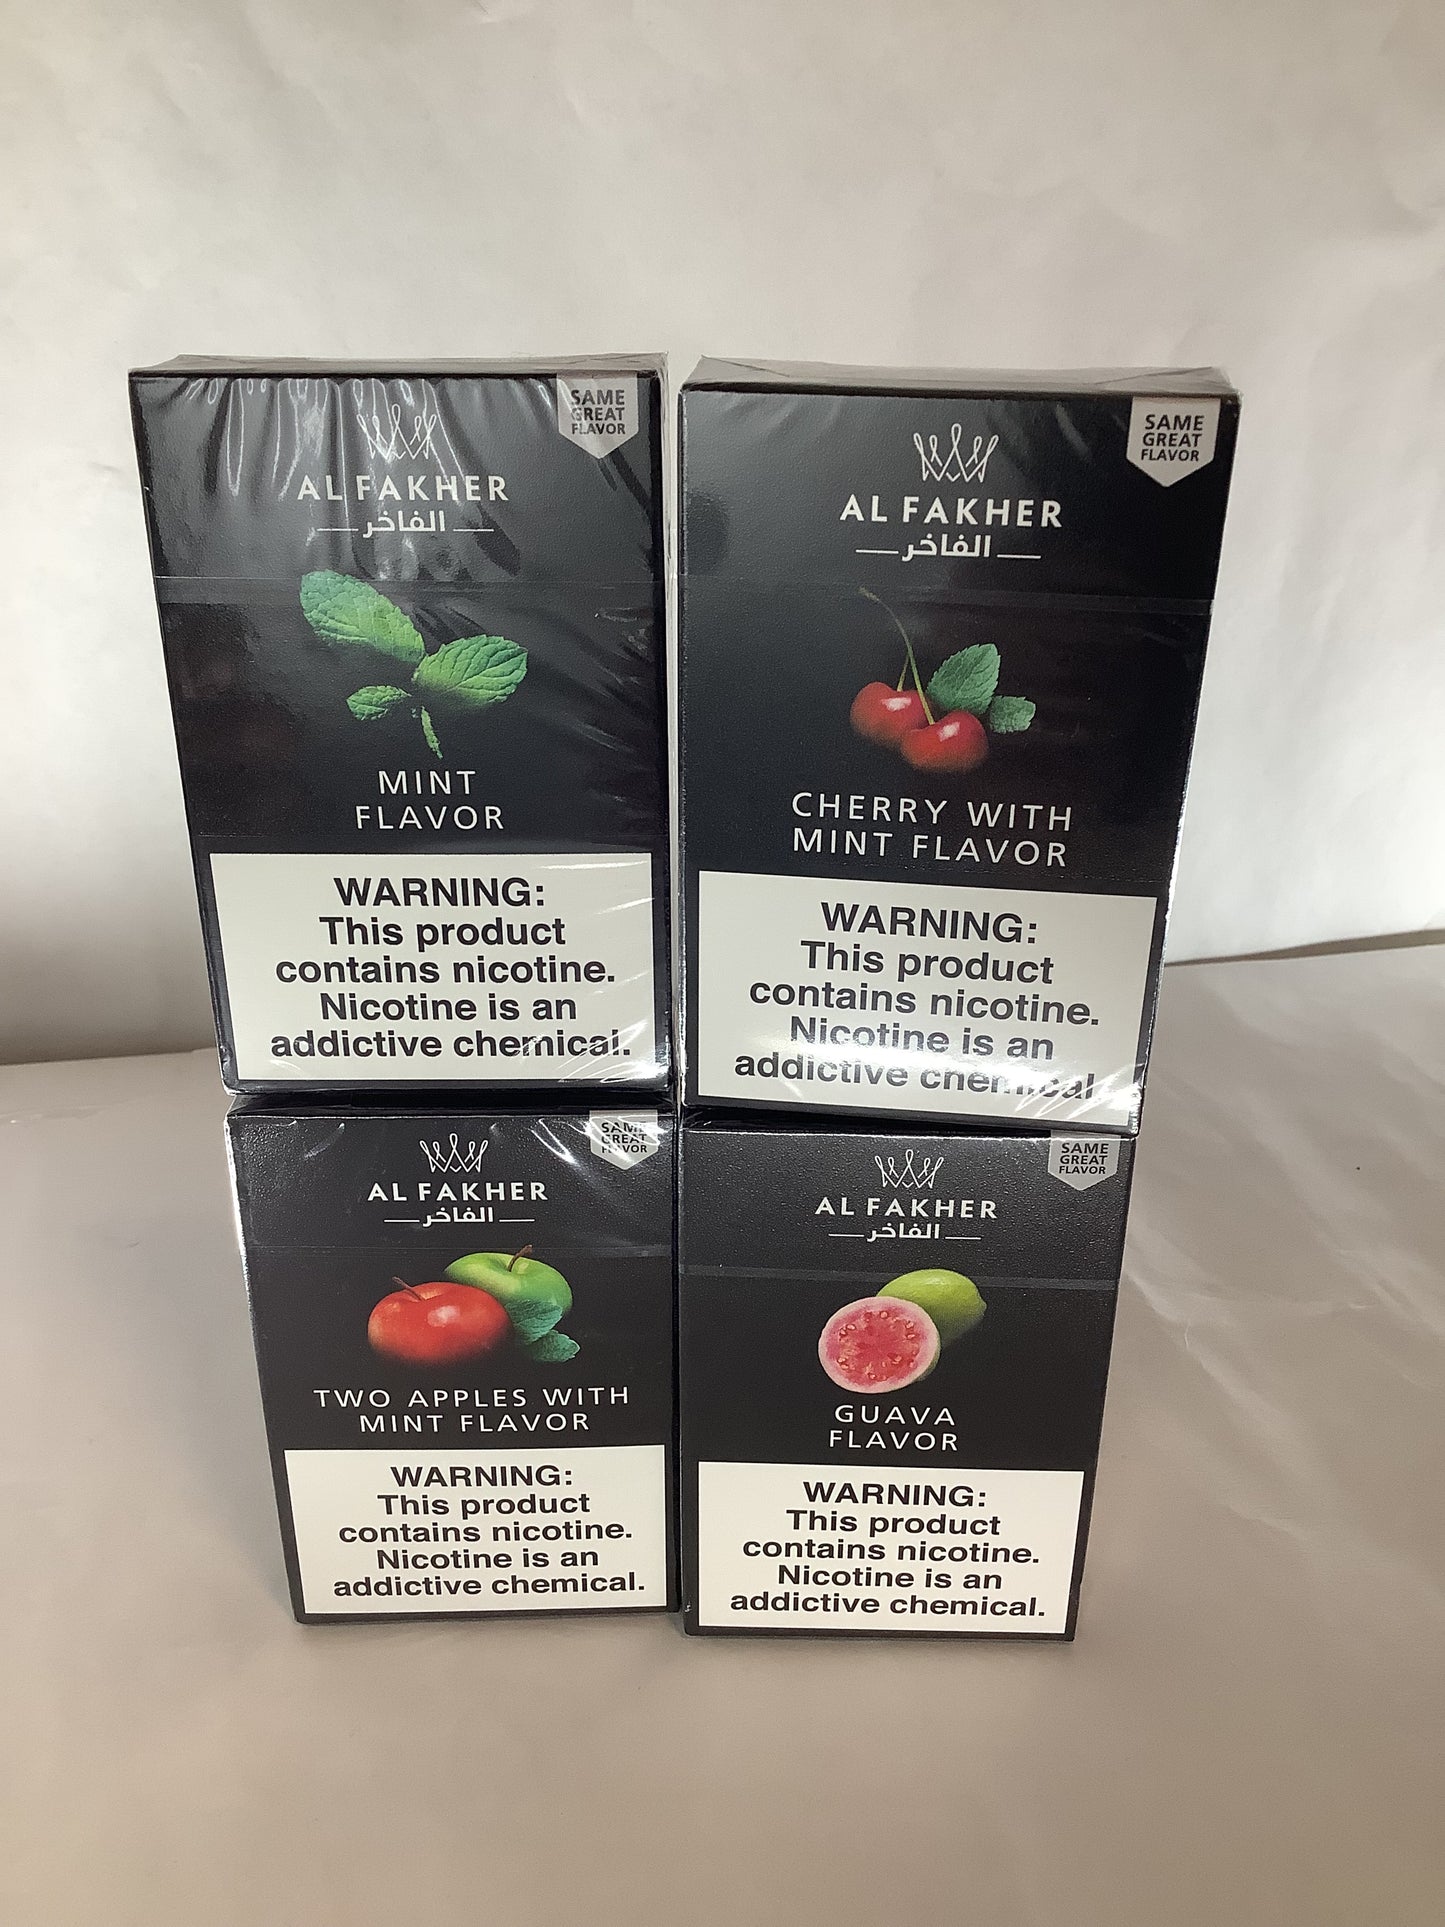 SAME
GREAT
FLAVOR
AL FAKHER
الفاخر
MINT
FLAVOR
WARNING:
This product
contains nicotine.
Nicotine is an
addictive chemical.
SAME
GREAT
FLAVOR
AL FAKHER
الفاخر
CHERRY WITH
MINT FLAVOR
WARNING:
This product
contains nicotine.
Nicotine is an
addictive chemical
SAME
GREAT
FLAVOR
AL FAKHER
الفاخر
TWO APPLES WITH
MINT FLAVOR
WARNING:
This product
contains nicotine.
Nicotine is an
addictive chemical.
SAME
GREAT
FLAVOR
AL FAKHER
الفاخر
GUAVA
FLAVOR
WARNING:
This product
contains nicotine.
Nicotine is an
addictive chemical.